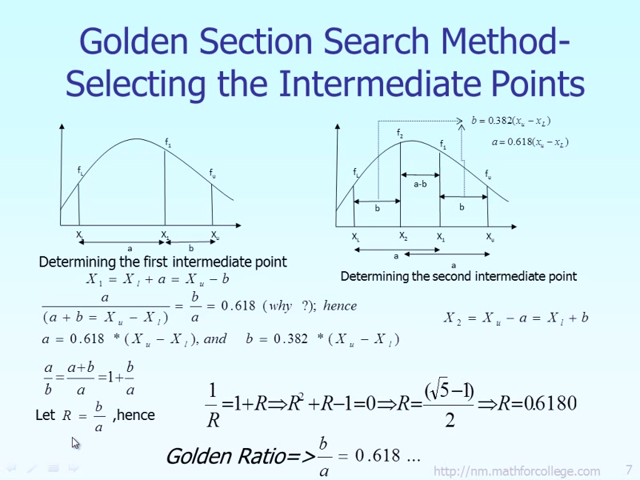 Golden Section Search Method-
Selecting the Intermediate Points
b = 0.382(x_u − x_L)
a = 0.618(x_u − x_L)
f_L f_1 f_u
X_L X_1 X_u
a b
Determining the first intermediate point
f_L f_2 f_1 f_u
a-b
b b
X_L X_2 X_1 X_u
a
a
Determining the second intermediate point
X_1 = X_l + a = X_u − b
a/(a + b = X_u − X_l) = b/a = 0.618 (why ?); hence
X_2 = X_u − a = X_l + b
a = 0.618 * (X_u − X_l), and b = 0.382 * (X_u − X_l)
a/b = (a+b)/a = 1 + b/a
Let R = b/a ,hence
1/R = 1+R ⇒ R² + R − 1 = 0 ⇒ R = (√5 −1)/2 ⇒ R = 0.6180
Golden Ratio=> b/a = 0.618 ...
http://nm.mathforcollege.com 7